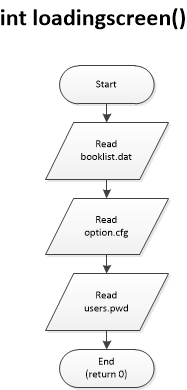 int loadingscreen()
Start
Read
booklist.dat
Read
option.cfg
Read
users.pwd
End
(return 0)